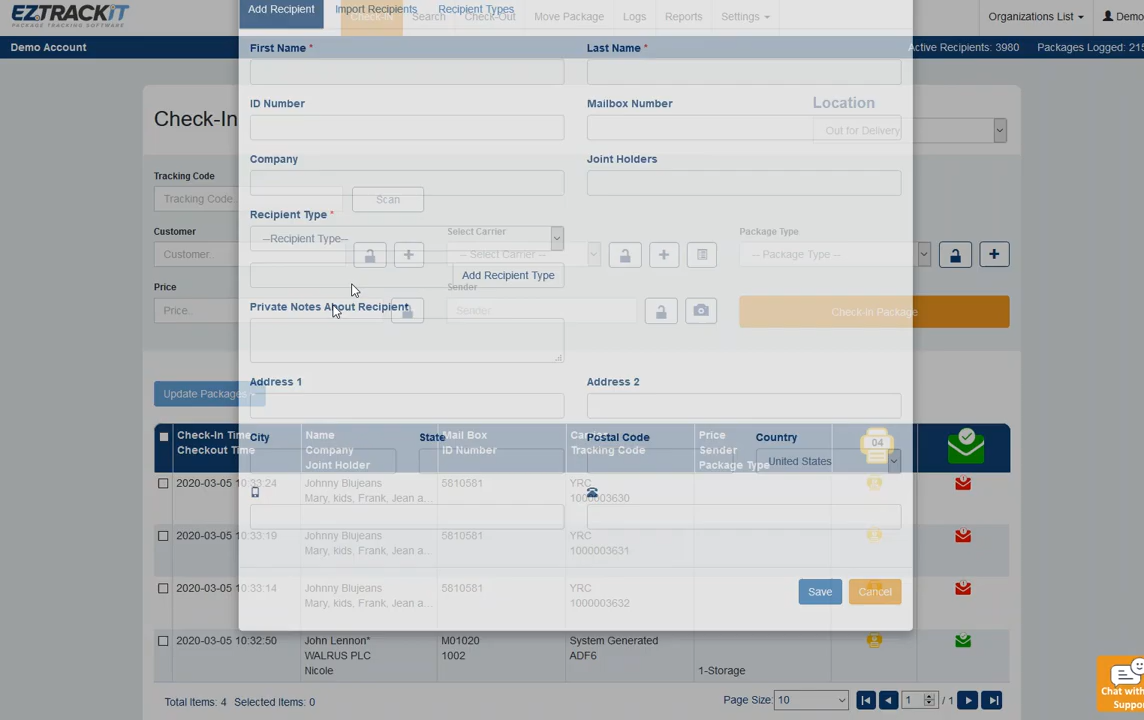 EZTRACKIT
PACKAGE TRACKING SOFTWARE
Add Recipient Import Recipients Recipient Types
Check-In Search Check-Out Move Package Logs Reports Settings
Organizations List Demo
Demo Account
Active Recipients: 3980 Packages Logged: 215
First Name *
Last Name *
Check-In
ID Number
Mailbox Number
Location
Out for Delivery
Company
Joint Holders
Tracking Code
Tracking Code.
Scan
Recipient Type *
--Recipient Type--
Customer
Customer.
Select Carrier
-- Select Carrier --
Package Type
-- Package Type --
Add Recipient Type
Price
Price.
Sender
Sender
Private Notes About Recipient
Check-In Package
Address 1
Address 2
Update Packages
City
State
Postal Code
Country
United States
Check-In Time
Checkout Time
Name
Company
Joint Holder
Mail Box
ID Number
Carrier
Tracking Code
Price
Sender
Package Type
04
2020-03-05 10:33:24 Johnny Blujeans 5810581 YRC
Mary, kids, Frank, Jean a... 1000003630
2020-03-05 10:33:19 Johnny Blujeans 5810581 YRC
Mary, kids, Frank, Jean a... 1000003631
2020-03-05 10:33:14 Johnny Blujeans 5810581 YRC
Mary, kids, Frank, Jean a... 1000003632
Save Cancel
2020-03-05 10:32:50 John Lennon* M01020 System Generated
WALRUS PLC 1002 ADF6
Nicole 1-Storage
Total Items: 4 Selected Items: 0
Page Size: 10 1 / 1
Chat with
Suppo